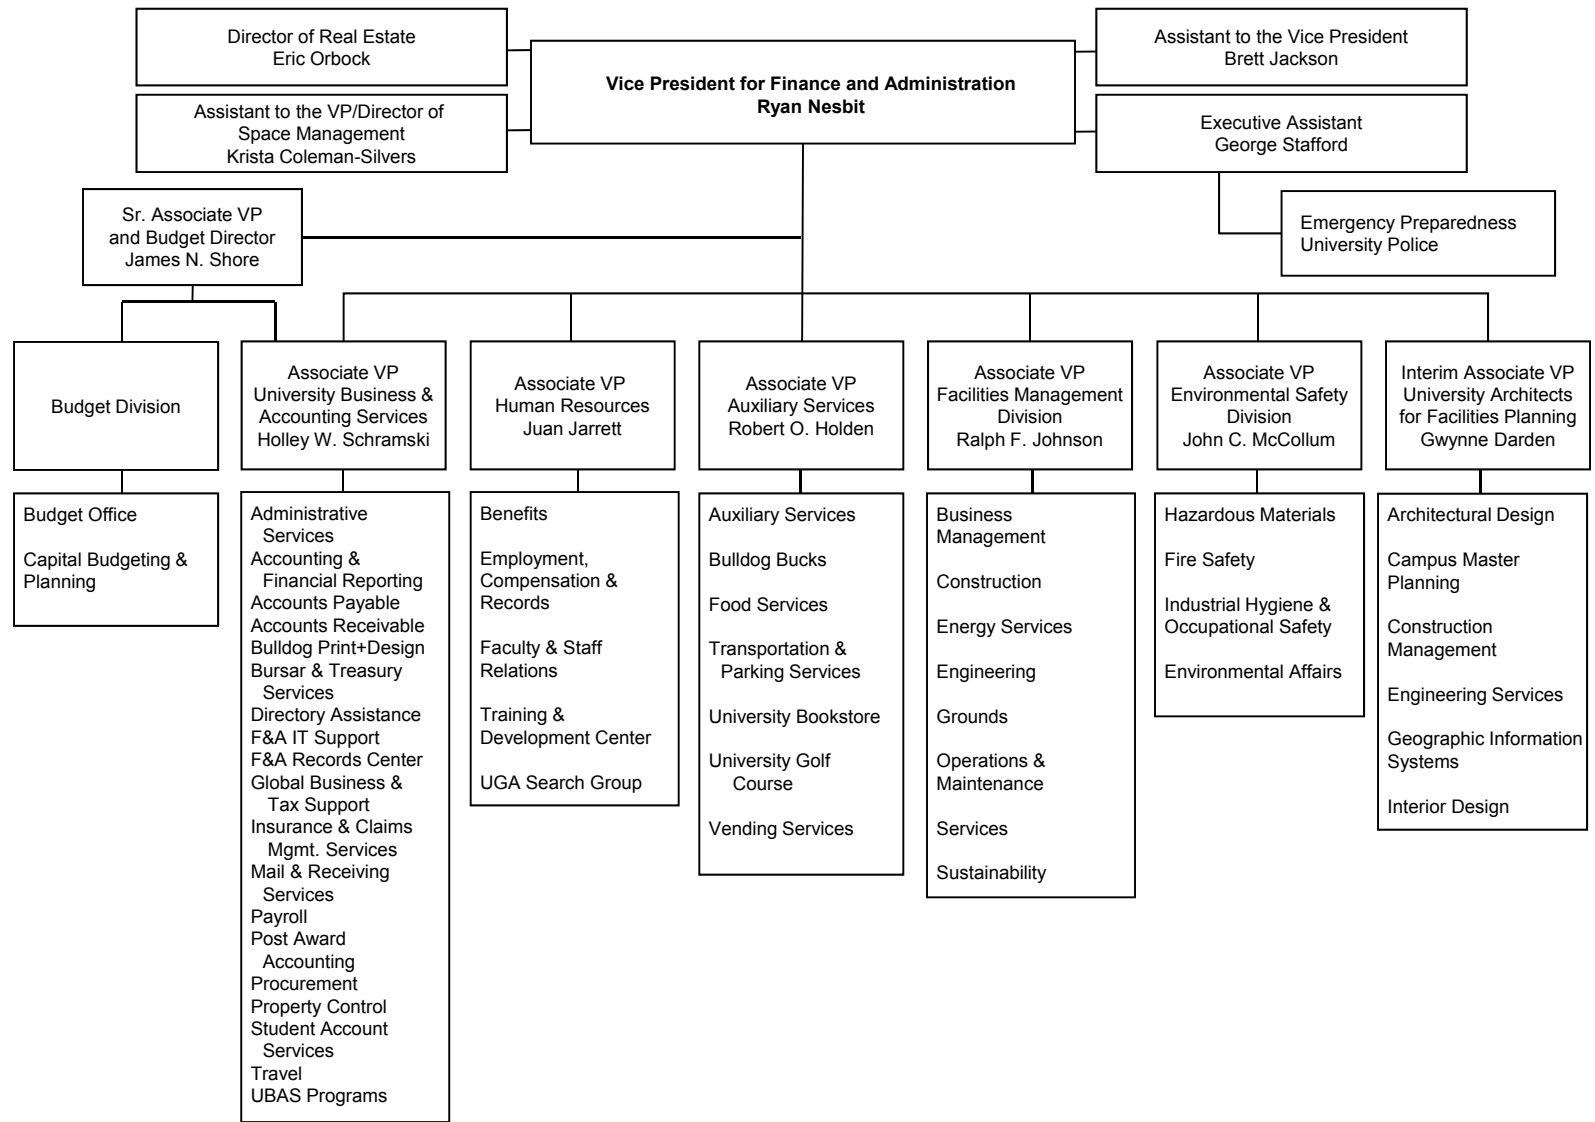 Director of Real Estate
Eric Orbock
Vice President for Finance and Administration
Ryan Nesbit
Assistant to the Vice President
Brett Jackson
Assistant to the VP/Director of
Space Management
Krista Coleman-Silvers
Executive Assistant
George Stafford
Sr. Associate VP
and Budget Director
James N. Shore
Emergency Preparedness
University Police
Budget Division
Associate VP
University Business &
Accounting Services
Holley W. Schramski
Associate VP
Human Resources
Juan Jarrett
Associate VP
Auxiliary Services
Robert O. Holden
Associate VP
Facilities Management
Division
Ralph F. Johnson
Associate VP
Environmental Safety
Division
John C. McCollum
Interim Associate VP
University Architects
for Facilities Planning
Gwynne Darden
Budget Office
Capital Budgeting &
Planning
Administrative
Services
Accounting &
Financial Reporting
Accounts Payable
Accounts Receivable
Bulldog Print+Design
Bursar & Treasury
Services
Directory Assistance
F&A IT Support
F&A Records Center
Global Business &
Tax Support
Insurance & Claims
Mgmt. Services
Mail & Receiving
Services
Payroll
Post Award
Accounting
Procurement
Property Control
Student Account
Services
Travel
UBAS Programs
Benefits
Employment,
Compensation &
Records
Faculty & Staff
Relations
Training &
Development Center
UGA Search Group
Auxiliary Services
Bulldog Bucks
Food Services
Transportation &
Parking Services
University Bookstore
University Golf
Course
Vending Services
Business
Management
Construction
Energy Services
Engineering
Grounds
Operations &
Maintenance
Services
Sustainability
Hazardous Materials
Fire Safety
Industrial Hygiene &
Occupational Safety
Environmental Affairs
Architectural Design
Campus Master
Planning
Construction
Management
Engineering Services
Geographic Information
Systems
Interior Design